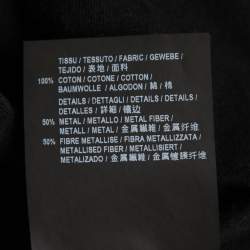 TISSU / TESSUTO / FABRIC / GEWEBE /
TEJIDO / 表地 / 面料
100% COTON / COTONE / COTTON /
BAUMWOLLE / ALGODON / 綿 / 棉
DETAILS / DETTAGLI / DETAILS / DETAILS /
DETALLES / 詳細 /
50% METAL / METALLO / METAL FIBER /
METALL / METAL / 金属繊維 / 金属纤维
50% FIBRE METALLISEE / FIBRA METALLIZZATA /
METALLISED FIBER / METALLISIERT /
METALIZADO / 金属繊維 / 金属镀膜纤维